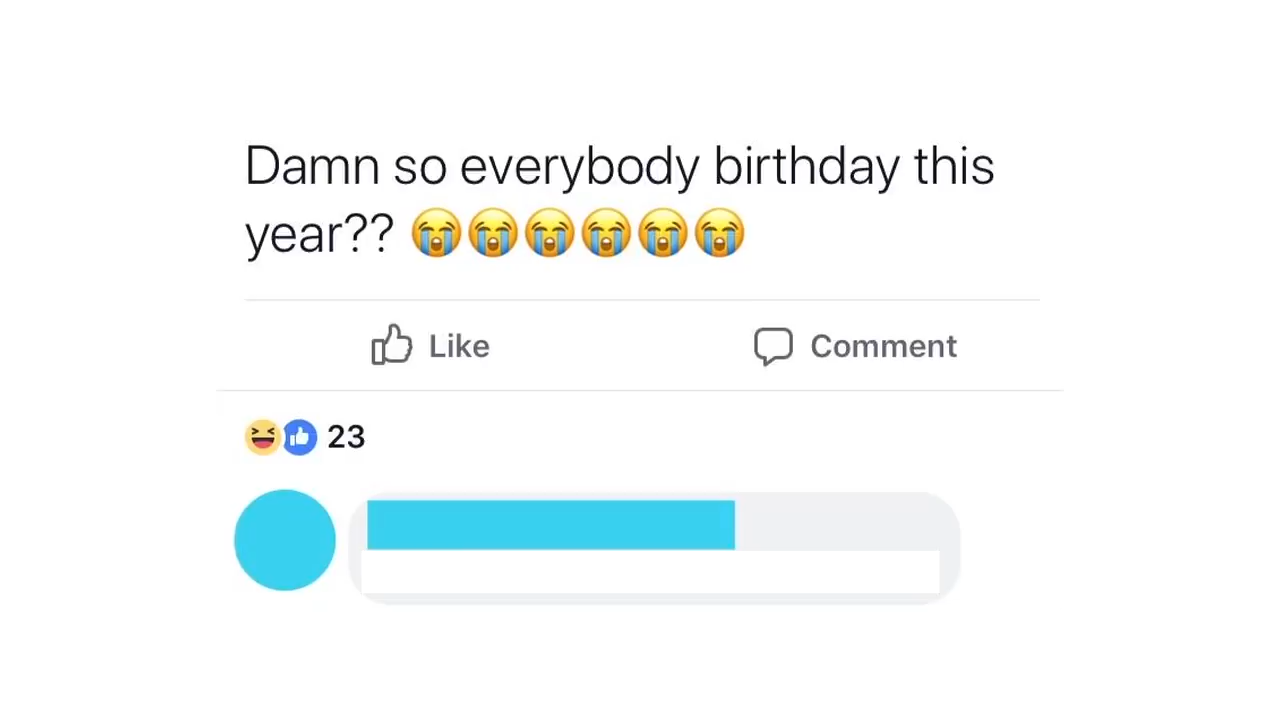 Damn so everybody birthday this
year?? 😭😭😭😭😭😭
Like Comment
23